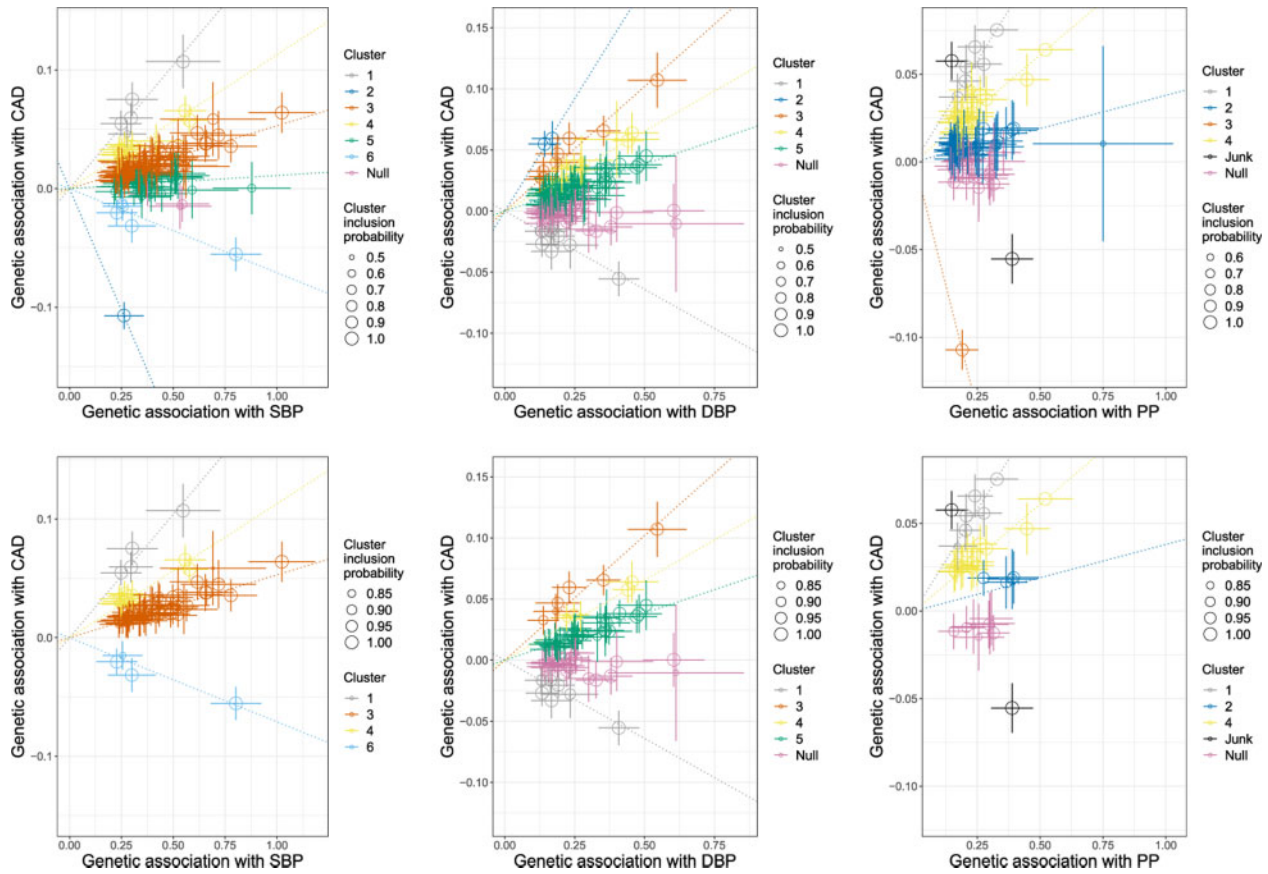 Genetic association with CAD
0.1
0.0
−0.1
0.00
0.25
0.50
0.75
1.00
Genetic association with SBP
Cluster
1
2
3
4
5
6
Null
Cluster
inclusion
probability
0.5
0.6
0.7
0.8
0.9
1.0
Genetic association with CAD
0.15
0.10
0.05
0.00
−0.05
−0.10
0.00
0.25
0.50
0.75
Genetic association with DBP
Cluster
1
2
3
4
5
Null
Cluster
inclusion
probability
0.5
0.6
0.7
0.8
0.9
1.0
Genetic association with CAD
0.05
0.00
−0.05
−0.10
0.25
0.50
0.75
1.00
Genetic association with PP
Cluster
1
2
3
4
Junk
Null
Cluster
inclusion
probability
0.6
0.7
0.8
0.9
1.0
Genetic association with CAD
0.1
0.0
−0.1
0.00
0.25
0.50
0.75
1.00
Genetic association with SBP
Cluster
inclusion
probability
0.85
0.90
0.95
1.00
Cluster
1
3
4
6
Genetic association with CAD
0.15
0.10
0.05
0.00
−0.05
−0.10
0.00
0.25
0.50
0.75
Genetic association with DBP
Cluster
inclusion
probability
0.85
0.90
0.95
1.00
Cluster
1
3
4
5
Null
Genetic association with CAD
0.05
0.00
−0.05
−0.10
0.25
0.50
0.75
1.00
Genetic association with PP
Cluster
inclusion
probability
0.85
0.90
0.95
1.00
Cluster
1
2
4
Junk
Null